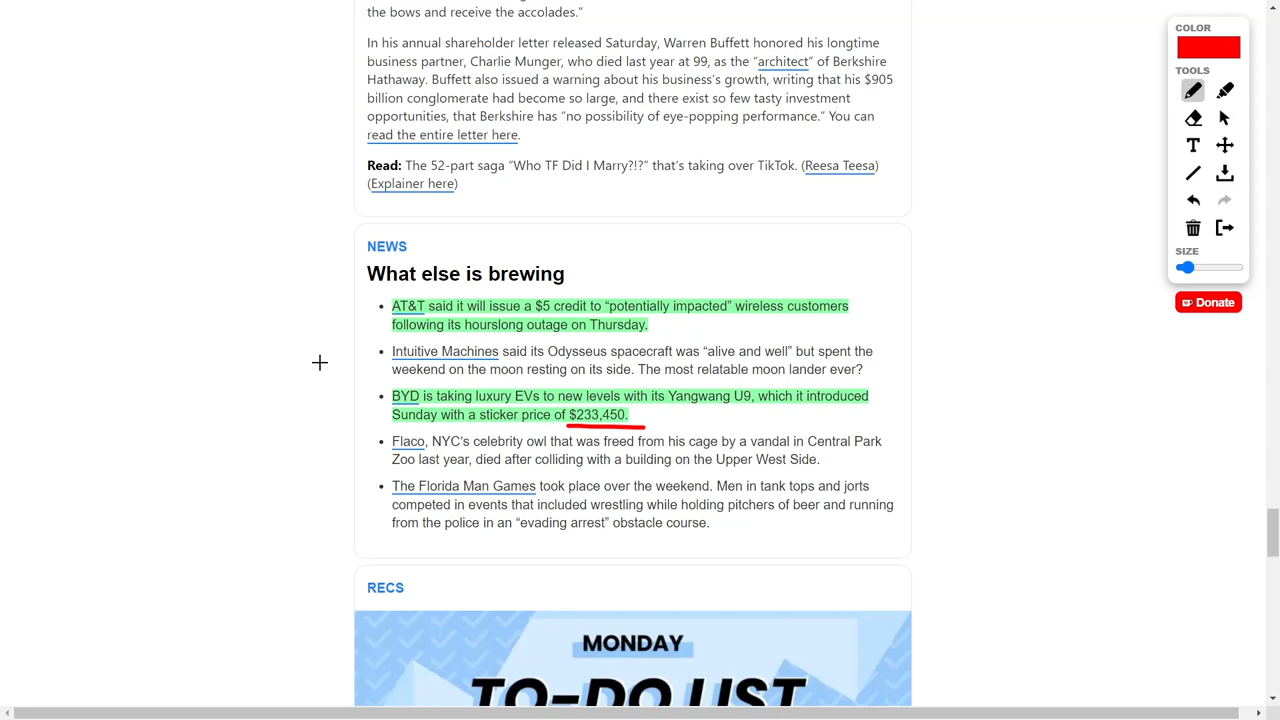 the bows and receive the accolades.”
COLOR
In his annual shareholder letter released Saturday, Warren Buffett honored his longtime
business partner, Charlie Munger, who died last year at 99, as the “architect” of Berkshire
Hathaway. Buffett also issued a warning about his business’s growth, writing that his $905
billion conglomerate had become so large, and there exist so few tasty investment
opportunities, that Berkshire has “no possibility of eye-popping performance.” You can
read the entire letter here.
TOOLS
Read: The 52-part saga “Who TF Did I Marry?!?” that’s taking over TikTok. (Reesa Teesa)
(Explainer here)
T
SIZE
Donate
NEWS
What else is brewing
• AT&T said it will issue a $5 credit to “potentially impacted” wireless customers
following its hourslong outage on Thursday.
• Intuitive Machines said its Odysseus spacecraft was “alive and well” but spent the
weekend on the moon resting on its side. The most relatable moon lander ever?
• BYD is taking luxury EVs to new levels with its Yangwang U9, which it introduced
Sunday with a sticker price of $233,450.
• Flaco, NYC’s celebrity owl that was freed from his cage by a vandal in Central Park
Zoo last year, died after colliding with a building on the Upper West Side.
• The Florida Man Games took place over the weekend. Men in tank tops and jorts
competed in events that included wrestling while holding pitchers of beer and running
from the police in an “evading arrest” obstacle course.
RECS
MONDAY
TO-DO LIST